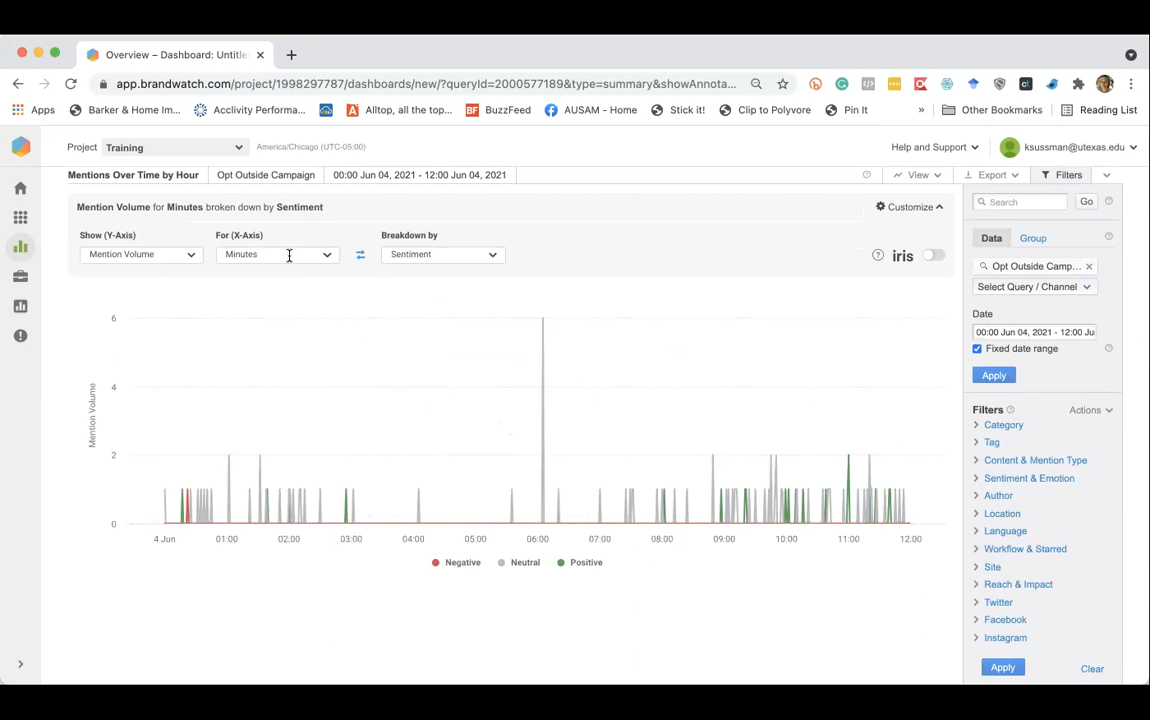 Overview – Dashboard: Untitle
app.brandwatch.com/project/1998297787/dashboards/new/?queryId=2000577189&type=summary&showAnnota...
Apps
Barker & Home Im...
Acclivity Performa...
Alltop, all the top...
BuzzFeed
AUSAM - Home
Stick it!
Clip to Polyvore
Pin It
»
Other Bookmarks
Reading List
Project
Training
America/Chicago (UTC-05:00)
Help and Support
ksussman@utexas.edu
Mentions Over Time by Hour
Opt Outside Campaign
00:00 Jun 04, 2021 - 12:00 Jun 04, 2021
View
Export
Filters
Mention Volume for Minutes broken down by Sentiment
Customize
Search
Go
Show (Y-Axis)
For (X-Axis)
Breakdown by
Mention Volume
Minutes
Sentiment
iris
Data
Group
Opt Outside Camp...
Select Query / Channel
Date
00:00 Jun 04, 2021 - 12:00 Ju
Fixed date range
Apply
Filters
Actions
Category
Tag
Content & Mention Type
Sentiment & Emotion
Author
Location
Language
Workflow & Starred
Site
Reach & Impact
Twitter
Facebook
Instagram
Apply
Clear
Mention Volume
6
4
2
0
4 Jun
01:00
02:00
03:00
04:00
05:00
06:00
07:00
08:00
09:00
10:00
11:00
12:00
Negative
Neutral
Positive